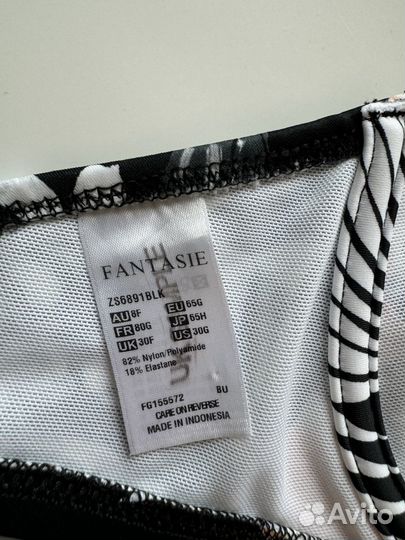 FANTASIE
ZS6891BLK
AU 8F EU 65G
FR 80G JP 65H
UK 30F US 30G
82% Nylon/Polyamide
18% Elastane
FG155572 BU
CARE ON REVERSE
MADE IN INDONESIA
Avito